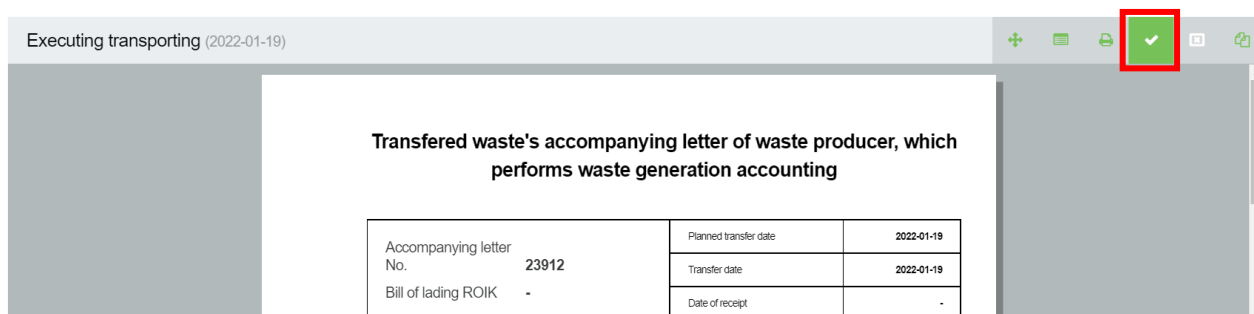 Executing transporting (2022-01-19)
Transfered waste's accompanying letter of waste producer, which
performs waste generation accounting
Accompanying letter
No. 23912
Bill of lading ROIK -
Planned transfer date 2022-01-19
Transfer date 2022-01-19
Date of receipt -